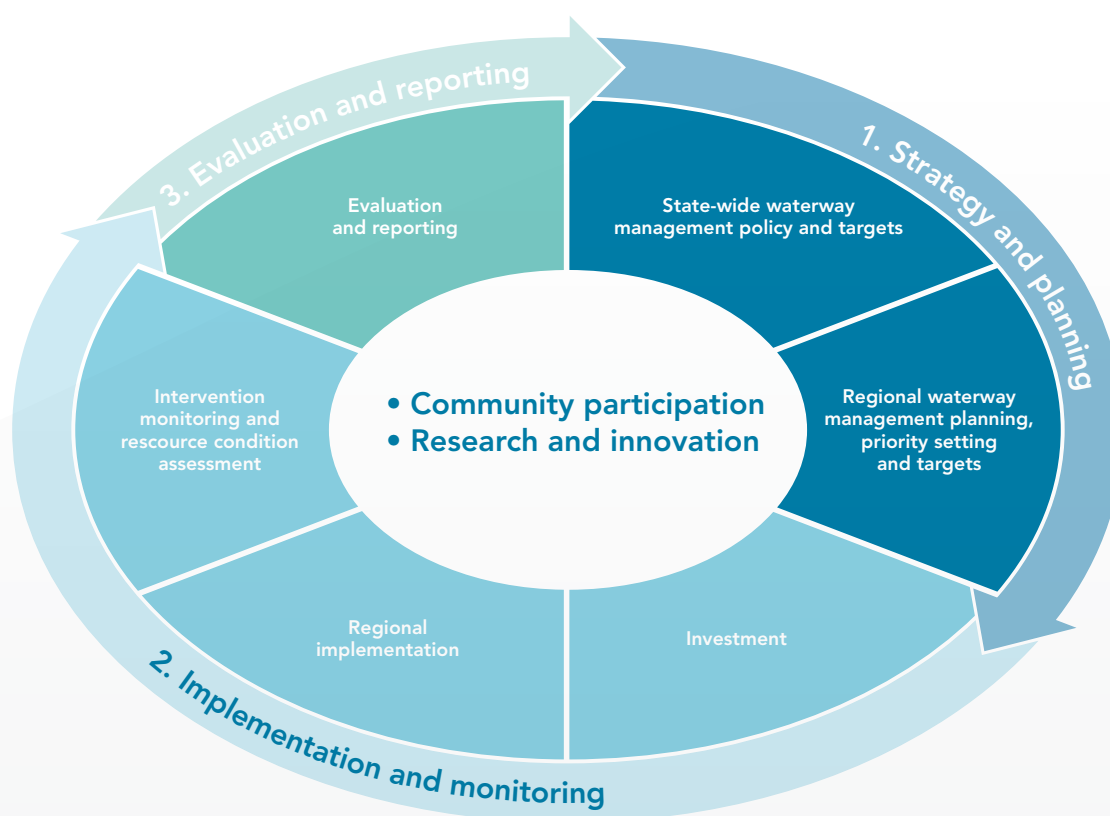 3. Evaluation and reporting
1. Strategy and planning
Evaluation
and reporting
State-wide waterway
management policy and targets
Intervention
monitoring and
rescource condition
assessment
• Community participation
• Research and innovation
Regional waterway
management planning,
priority setting
and targets
Regional
implementation
Investment
2. Implementation and monitoring